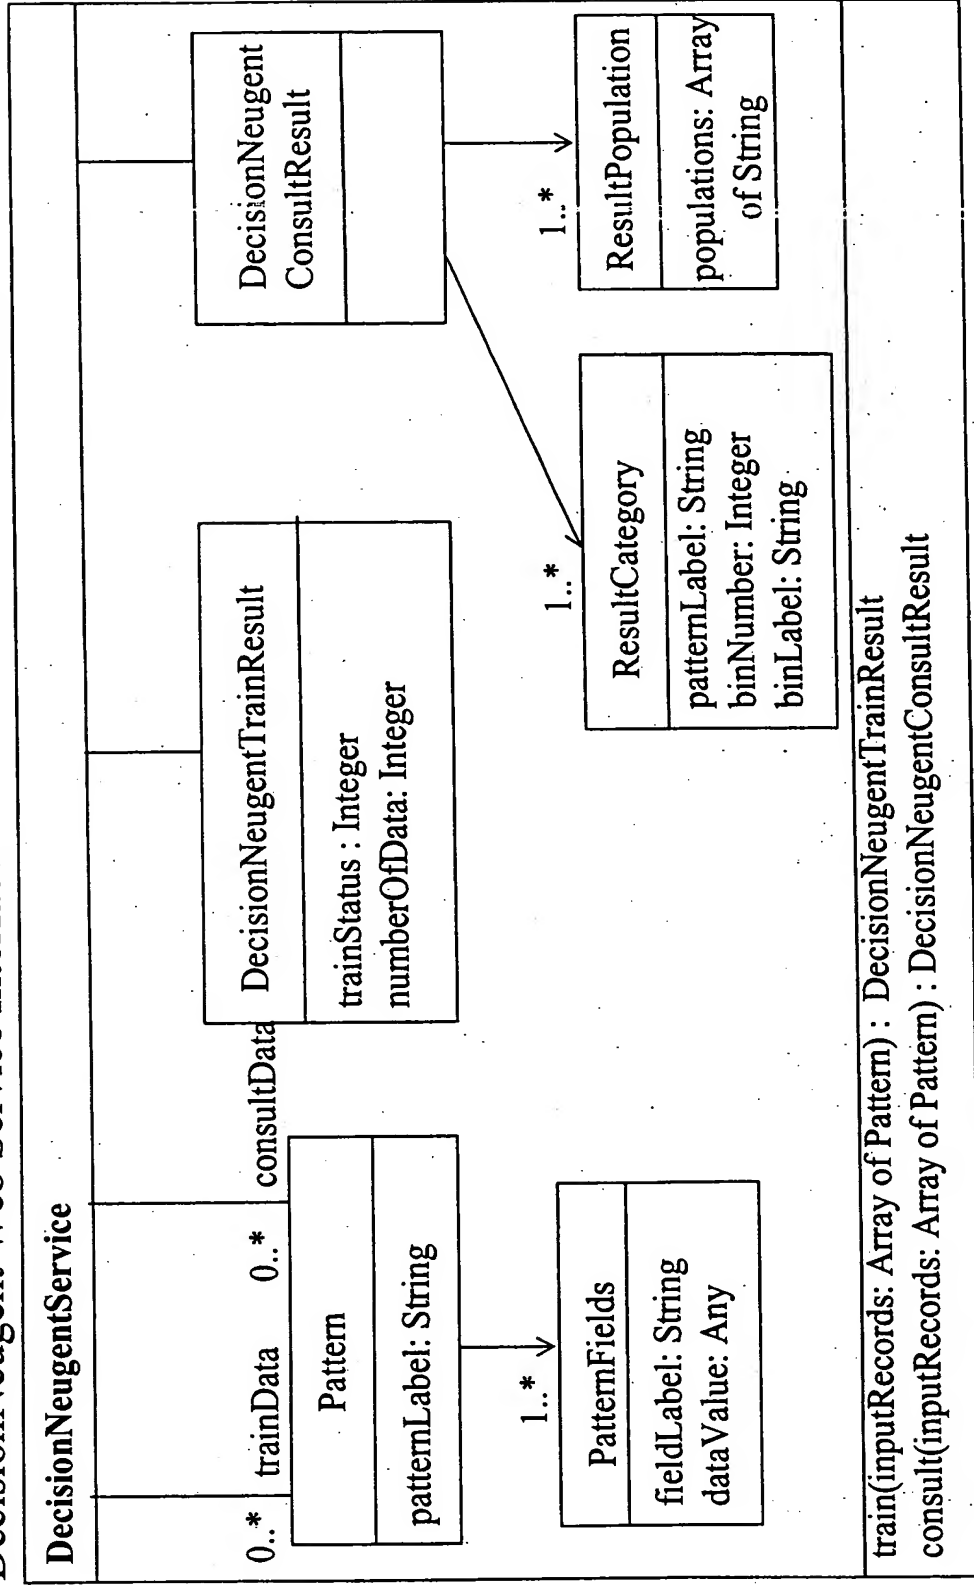 DecisionNeugentService
0..*
trainData
0..*
consultData
Pattern
patternLabel: String
1..*
PatternFields
fieldLabel: String
dataValue: Any
DecisionNeugentTrainResult
trainStatus : Integer
numberOfData: Integer
DecisionNeugent
ConsultResult
1..*
ResultCategory
patternLabel: String
binNumber: Integer
binLabel: String
1..*
ResultPopulation
populations: Array
of String
train(inputRecords: Array of Pattern) : DecisionNeugentTrainResult
consult(inputRecords: Array of Pattern) : DecisionNeugentConsultResult